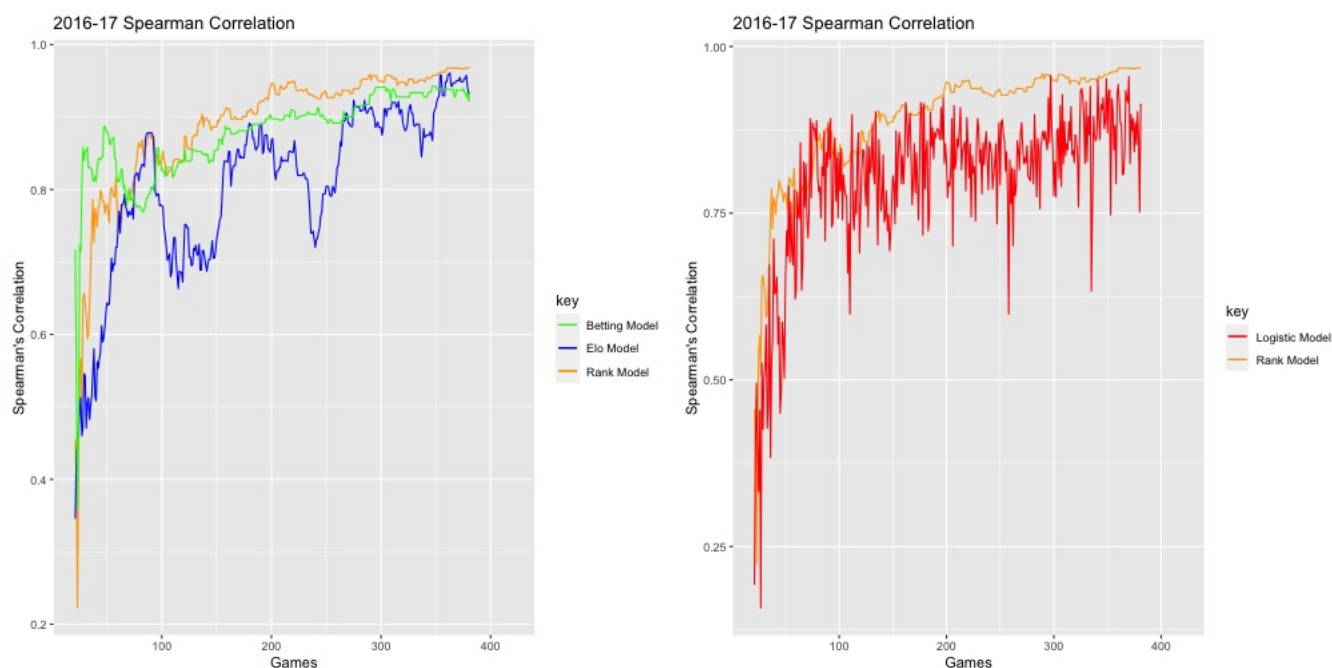 2016-17 Spearman Correlation
1.0
0.8
0.6
0.4
0.2
Spearman's Correlation
100
200
300
400
Games
key
Betting Model
Elo Model
Rank Model
2016-17 Spearman Correlation
1.00
0.75
0.50
0.25
Spearman's Correlation
100
200
300
400
Games
key
Logistic Model
Rank Model